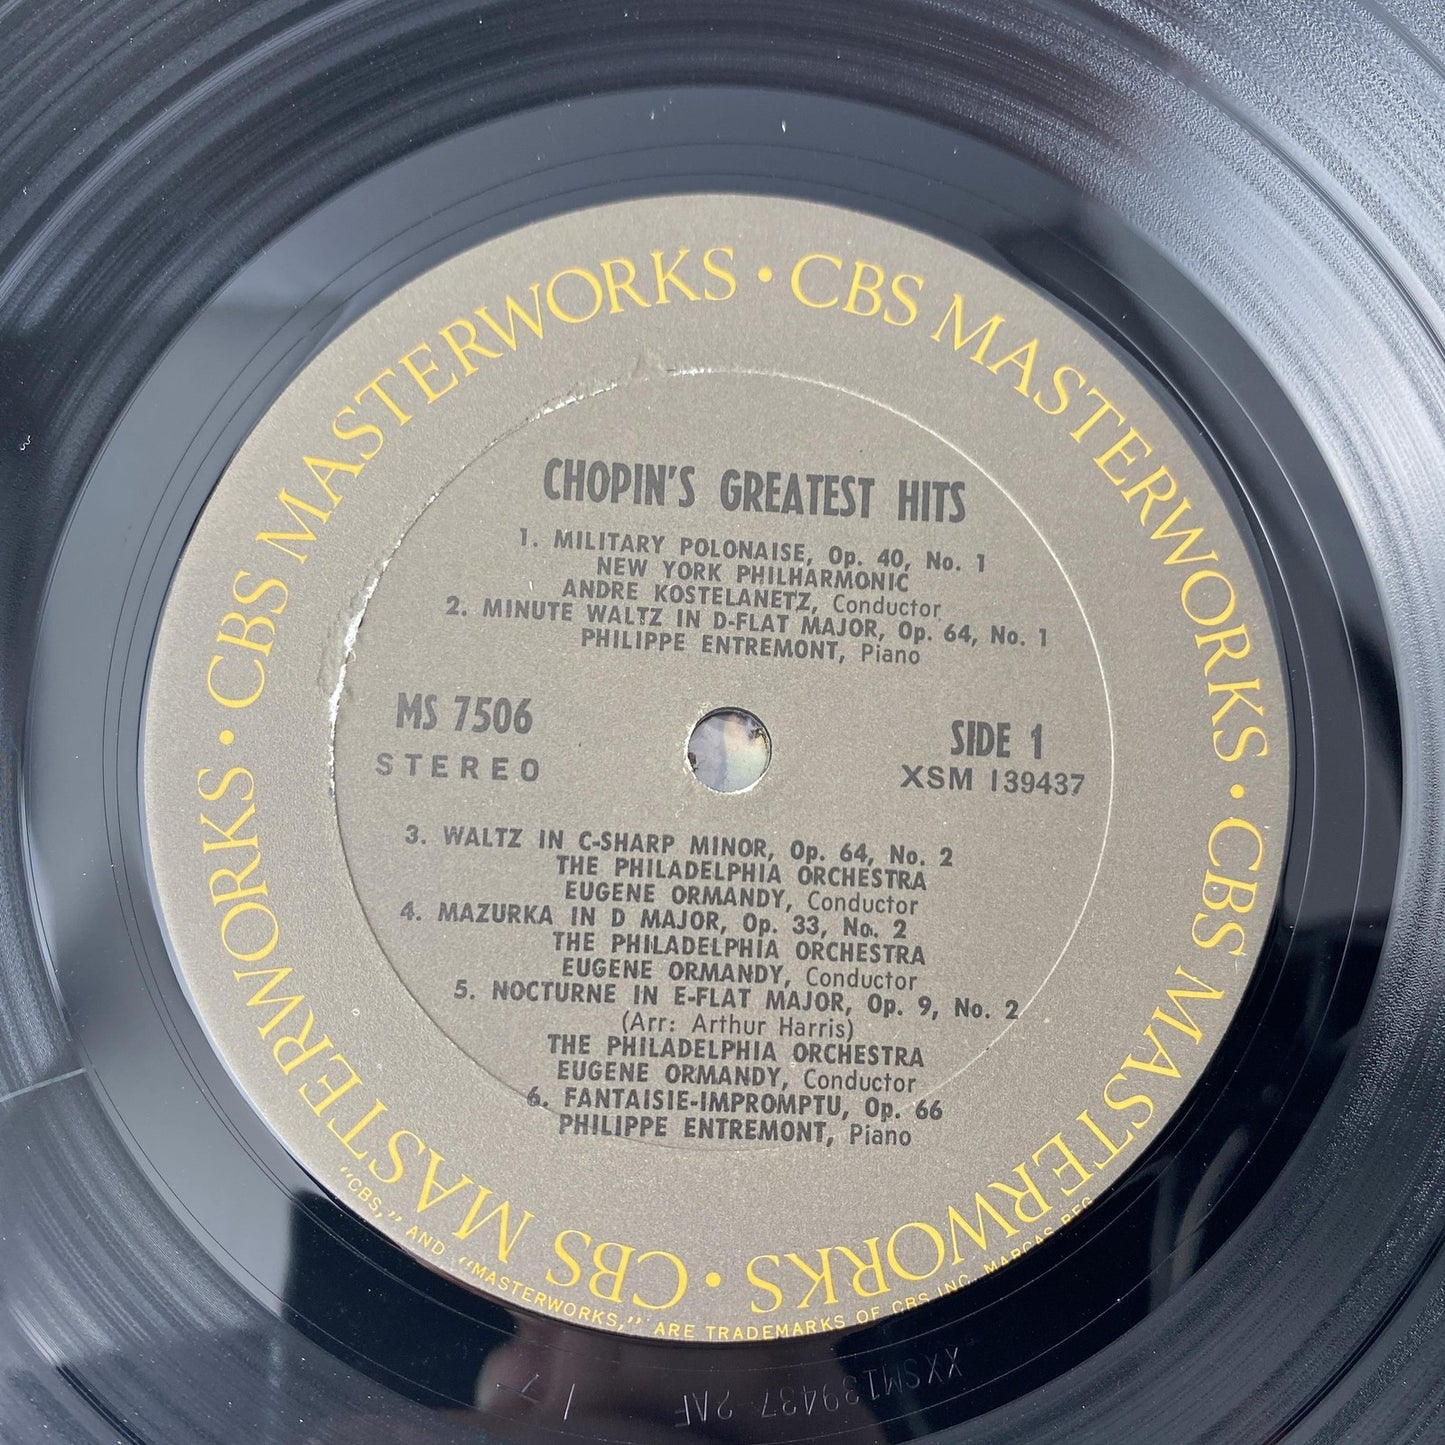 CBS MASTERWORKS · CBS MASTERWORKS · CBS MASTERWORKS · CBS MASTERWORKS ·
CHOPIN'S GREATEST HITS
1. MILITARY POLONAISE, Op. 40, No. 1
NEW YORK PHILHARMONIC
ANDRE KOSTELANETZ, Conductor
2. MINUTE WALTZ IN D-FLAT MAJOR, Op. 64, No. 1
PHILIPPE ENTREMONT, Piano
MS 7506
STEREO
SIDE 1
XSM 139437
3. WALTZ IN C-SHARP MINOR, Op. 64, No. 2
THE PHILADELPHIA ORCHESTRA
EUGENE ORMANDY, Conductor
4. MAZURKA IN D MAJOR, Op. 33, No. 2
THE PHILADELPHIA ORCHESTRA
EUGENE ORMANDY, Conductor
5. NOCTURNE IN E-FLAT MAJOR, Op. 9, No. 2
(Arr: Arthur Harris)
THE PHILADELPHIA ORCHESTRA
EUGENE ORMANDY, Conductor
6. FANTAISIE-IMPROMPTU, Op. 66
PHILIPPE ENTREMONT, Piano
"CBS," AND "MASTERWORKS," ARE TRADEMARKS OF CBS INC. MARCAS REG.
XXSM139437 2AF